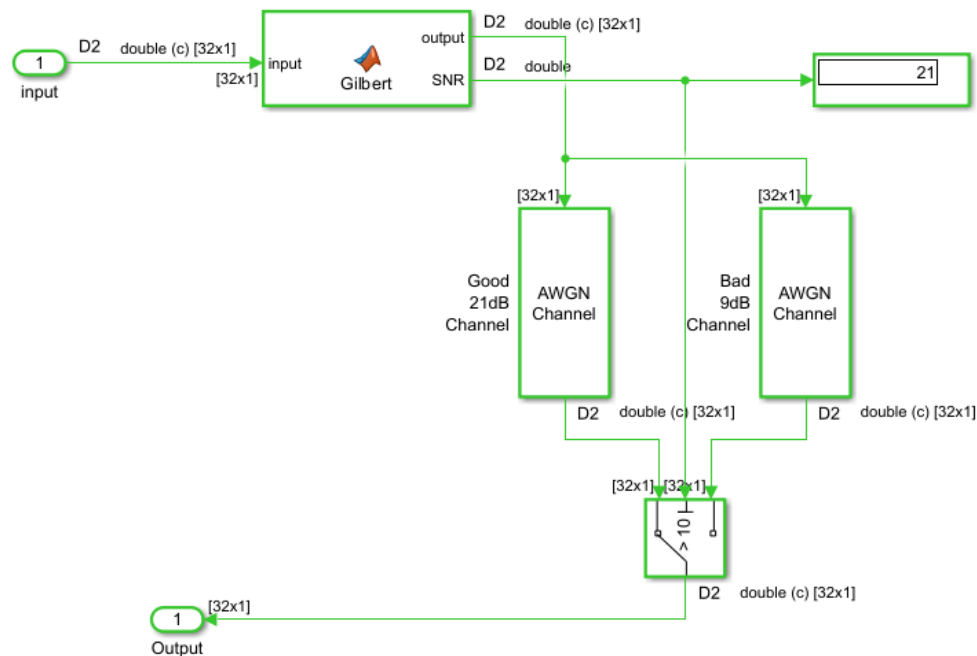 D2 double (c) [32x1]
1
input
[32x1]
input
Gilbert
output
SNR
D2 double (c) [32x1]
D2 double
21
[32x1]
[32x1]
Good
21dB
Channel
AWGN
Channel
Bad
9dB
Channel
AWGN
Channel
D2 double (c) [32x1]
D2 double (c) [32x1]
[32x1] [32x1]
> 10
D2 double (c) [32x1]
[32x1]
1
Output